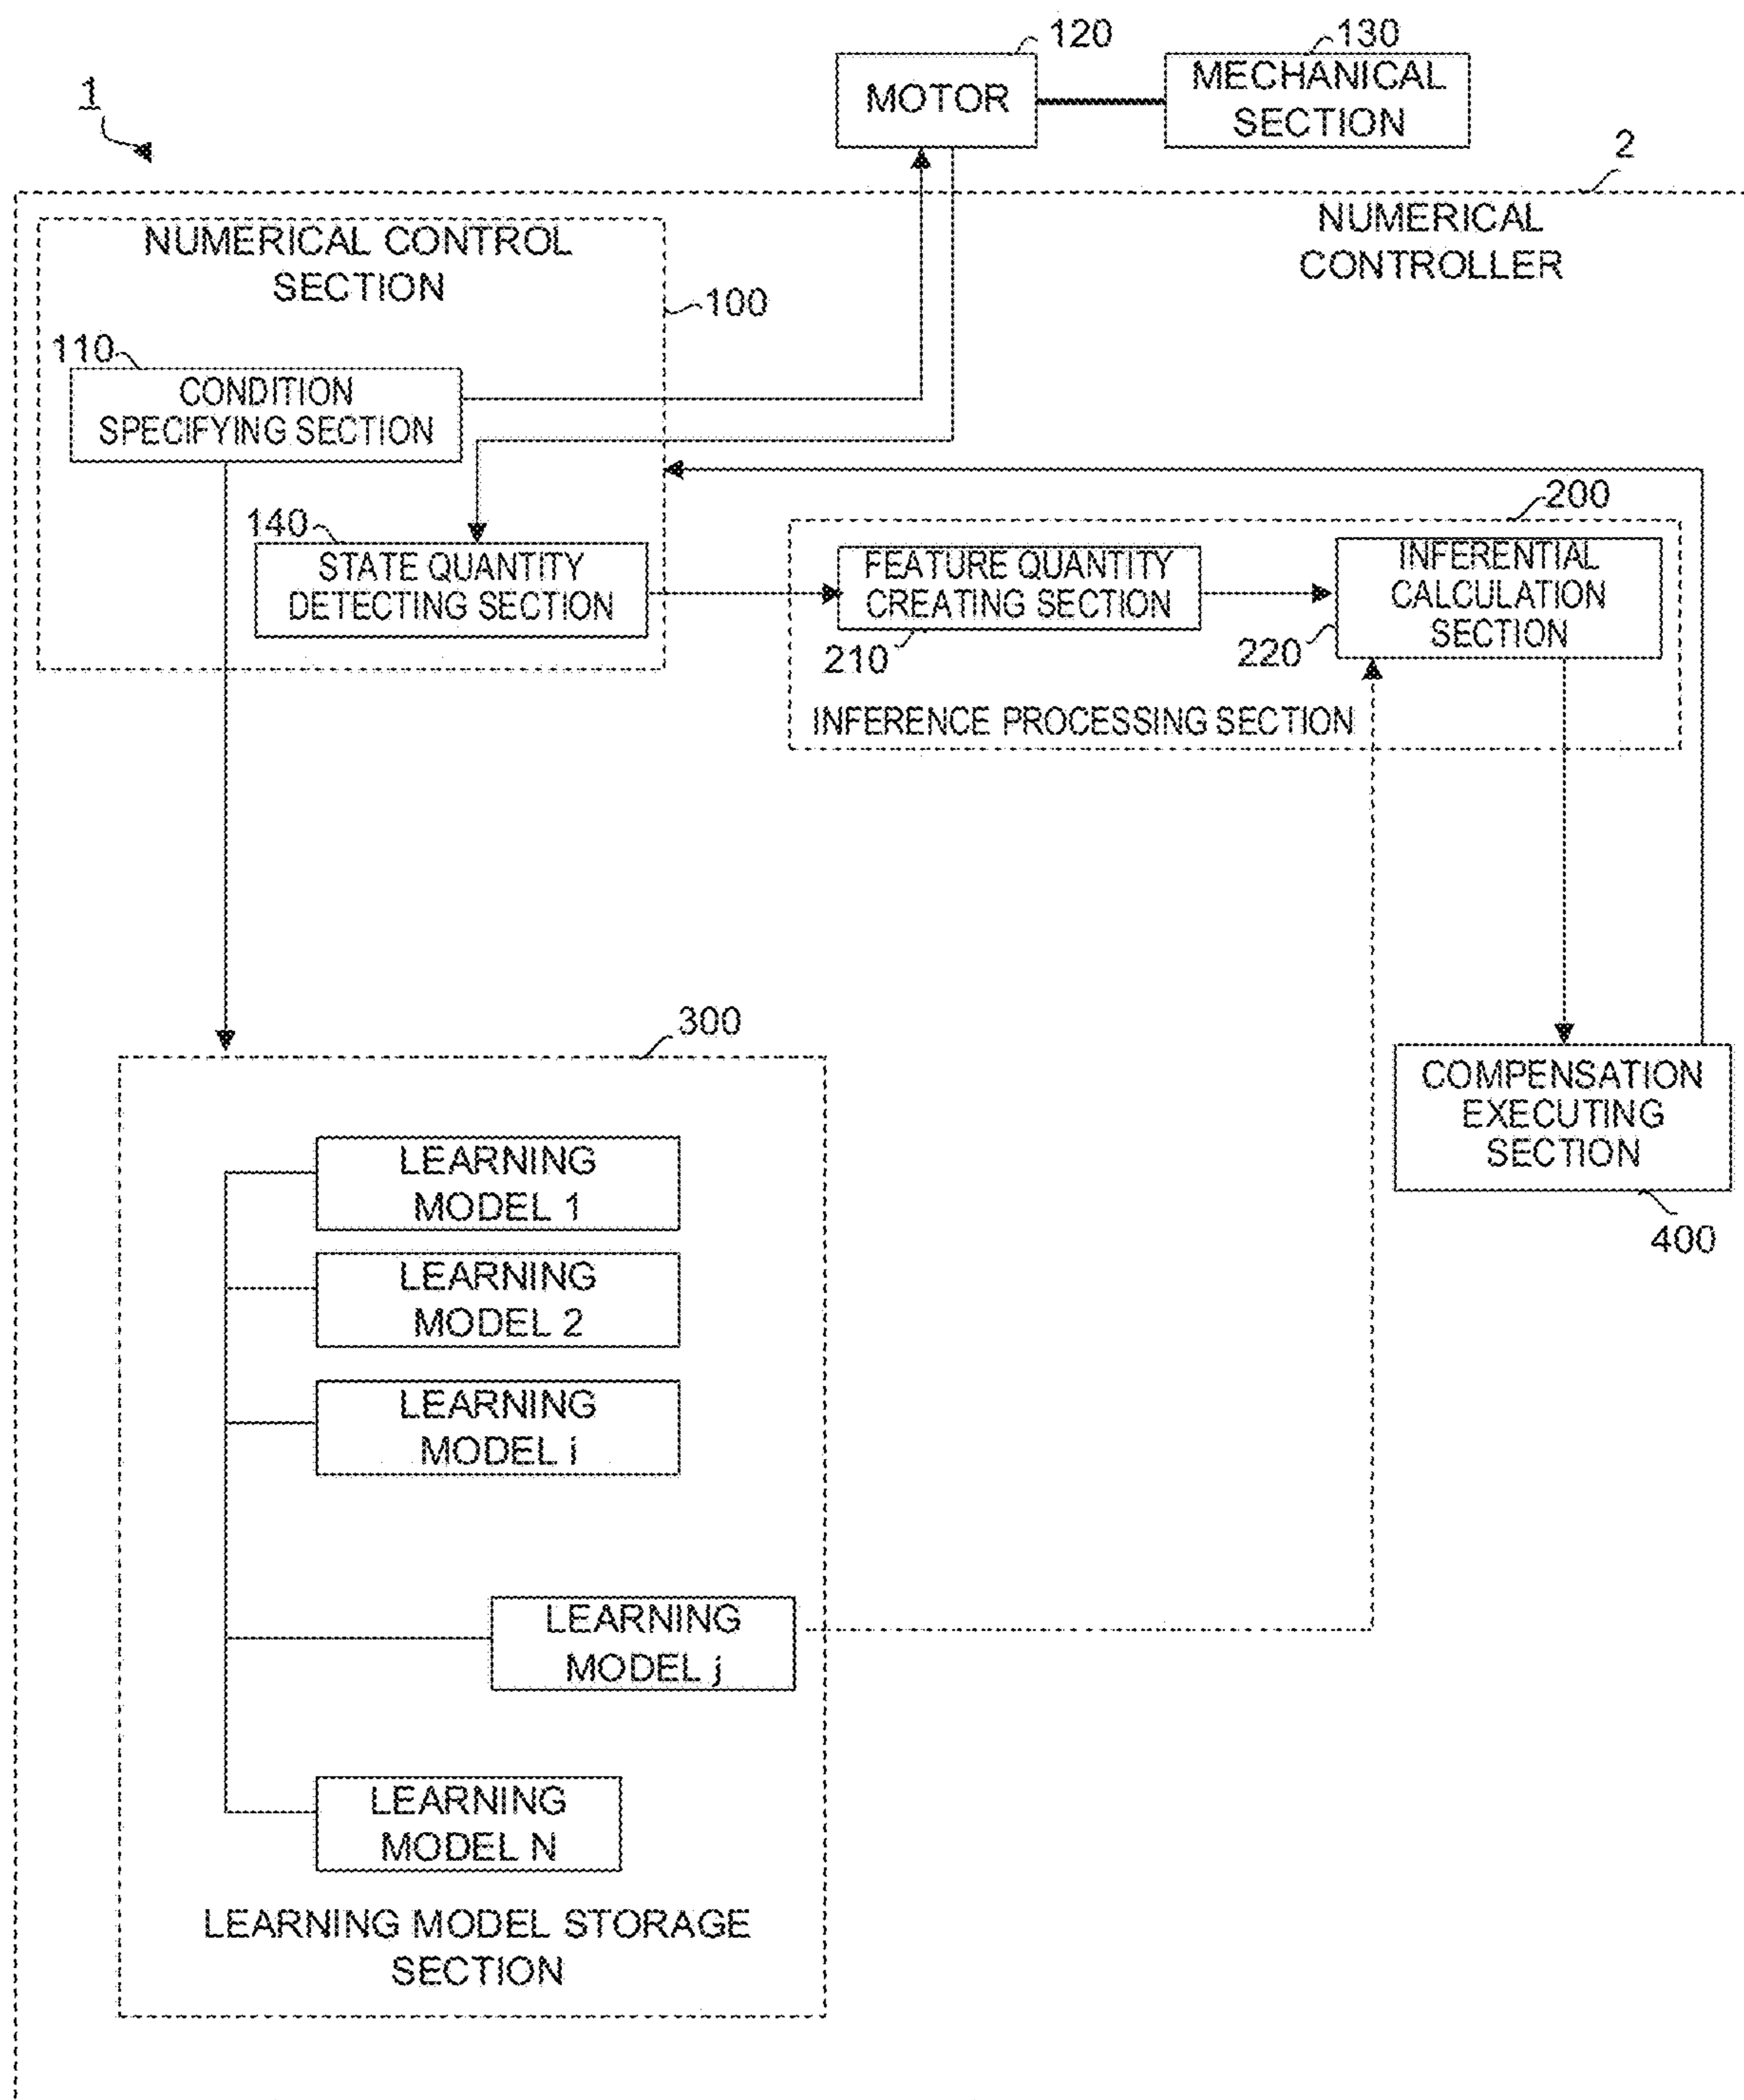 120
130
1
MOTOR
MECHANICAL
SECTION
2
NUMERICAL CONTROL
SECTION
NUMERICAL
CONTROLLER
100
110
CONDITION
SPECIFYING SECTION
140
STATE QUANTITY
DETECTING SECTION
200
FEATURE QUANTITY
CREATING SECTION
210
INFERENTIAL
CALCULATION
SECTION
220
INFERENCE PROCESSING SECTION
300
COMPENSATION
EXECUTING
SECTION
400
LEARNING
MODEL 1
LEARNING
MODEL 2
LEARNING
MODEL i
LEARNING
MODEL j
LEARNING
MODEL N
LEARNING MODEL STORAGE
SECTION